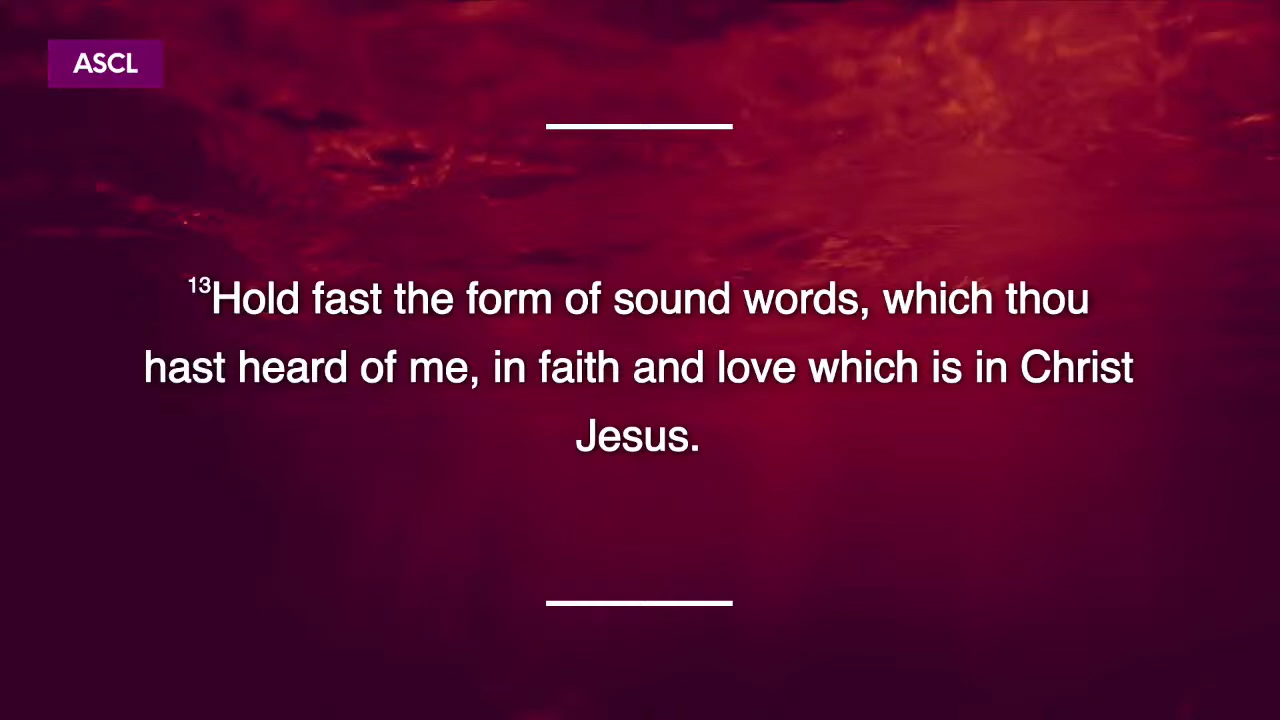 ASCL
¹³Hold fast the form of sound words, which thou
hast heard of me, in faith and love which is in Christ
Jesus.